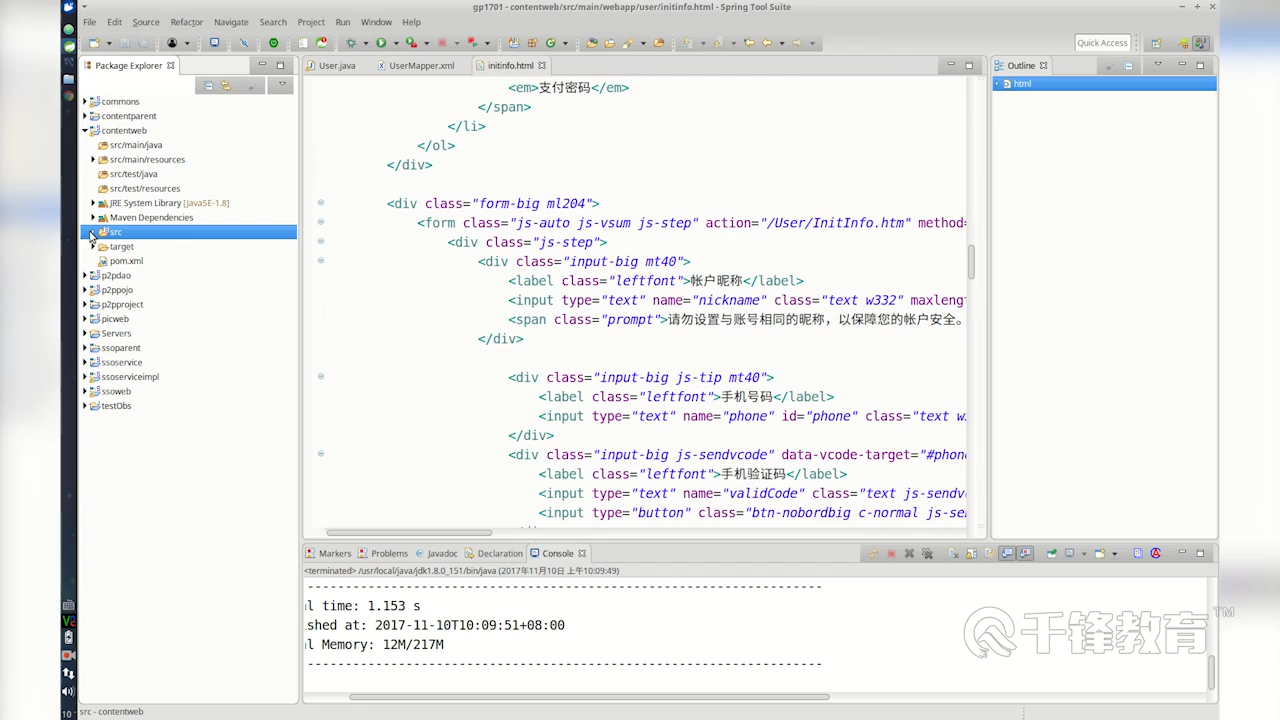 gp1701 - contentweb/src/main/webapp/user/initinfo.html - Spring Tool Suite
File Edit Source Refactor Navigate Search Project Run Window Help
Quick Access
Package Explorer
User.java UserMapper.xml initinfo.html
Outline
html
commons
contentparent
contentweb
src/main/java
src/main/resources
src/test/java
src/test/resources
JRE System Library [JavaSE-1.8]
Maven Dependencies
src
target
pom.xml
p2pdao
p2ppojo
p2pproject
picweb
Servers
ssoparent
ssoservice
ssoserviceimpl
ssoweb
testObs
<em>支付密码</em>
</span>
</li>
</ol>
</div>
<div class="form-big ml204">
<form class="js-auto js-vsum js-step" action="/User/InitInfo.htm" method=
<div class="js-step">
<div class="input-big mt40">
<label class="leftfont">帐户昵称</label>
<input type="text" name="nickname" class="text w332" maxlengt
<span class="prompt">请勿设置与账号相同的昵称，以保障您的帐户安全。
</div>
<div class="input-big js-tip mt40">
<label class="leftfont">手机号码</label>
<input type="text" name="phone" id="phone" class="text w
</div>
<div class="input-big js-sendvcode" data-vcode-target="#phon
<label class="leftfont">手机验证码</label>
<input type="text" name="validCode" class="text js-sendv
<input type="button" class="btn-nobordbig c-normal js-se
Markers Problems Javadoc Declaration Console
<terminated> /usr/local/java/jdk1.8.0_151/bin/java (2017年11月10日 上午10:09:49)
------------------------------------------------------------------------
l time: 1.153 s
shed at: 2017-11-10T10:09:51+08:00
l Memory: 12M/217M
------------------------------------------------------------------------
千锋教育™
src - contentweb
10